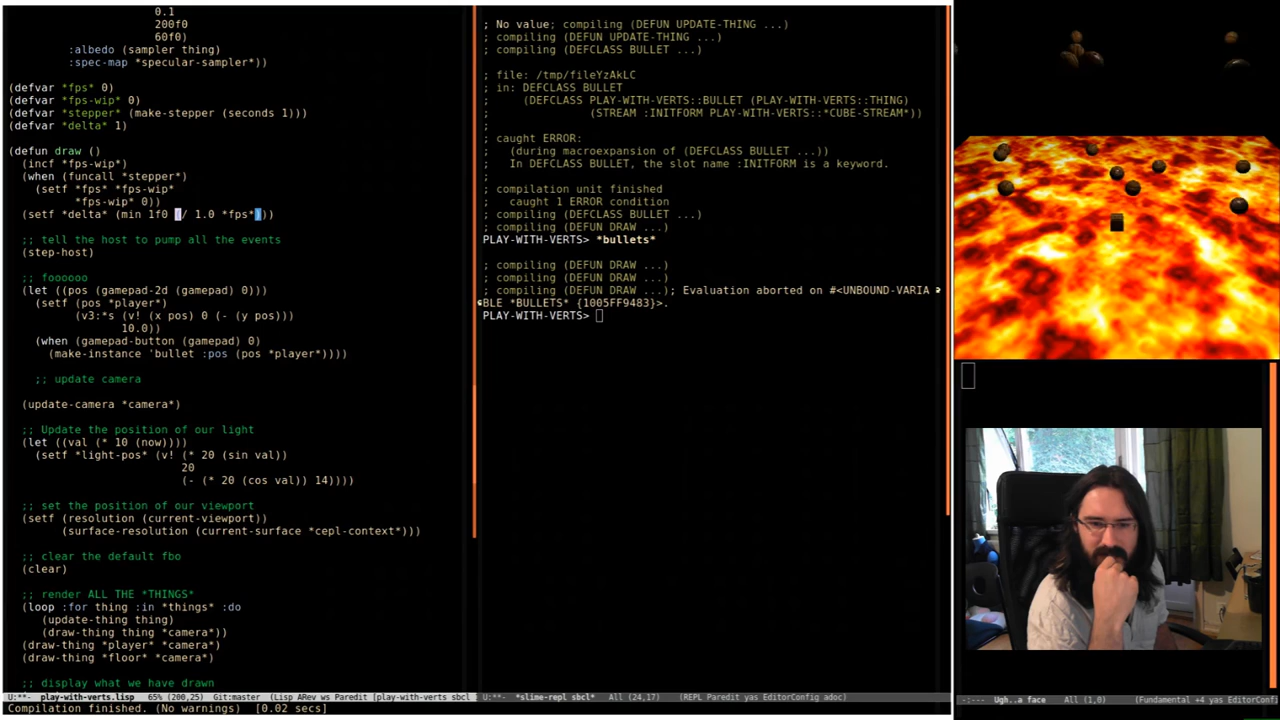 0.1
200f0
60f0)
:albedo (sampler thing)
:spec-map *specular-sampler*))
(defvar *fps* 0)
(defvar *fps-wip* 0)
(defvar *stepper* (make-stepper (seconds 1)))
(defvar *delta* 1)
(defun draw ()
(incf *fps-wip*)
(when (funcall *stepper*)
(setf *fps* *fps-wip*
*fps-wip* 0))
(setf *delta* (min 1f0 (/ 1.0 *fps*)))
;; tell the host to pump all the events
(step-host)
;; foooooo
(let ((pos (gamepad-2d (gamepad) 0)))
(setf (pos *player*)
(v3:*s (v! (x pos) 0 (- (y pos)))
10.0))
(when (gamepad-button (gamepad) 0)
(make-instance 'bullet :pos (pos *player*))))
;; update camera
(update-camera *camera*)
;; Update the position of our light
(let ((val (* 10 (now))))
(setf *light-pos* (v! (* 20 (sin val))
20
(- (* 20 (cos val)) 14))))
;; set the position of our viewport
(setf (resolution (current-viewport))
(surface-resolution (current-surface *cepl-context*)))
;; clear the default fbo
(clear)
;; render ALL THE *THINGS*
(loop :for thing :in *things* :do
(update-thing thing)
(draw-thing thing *camera*))
(draw-thing *player* *camera*)
(draw-thing *floor* *camera*)
;; display what we have drawn
U:**- play-with-verts.lisp 65% (200,25) Git:master (Lisp ARev ws Paredit [play-with-verts sbcl
Compilation finished. (No warnings) [0.02 secs]
; No value; compiling (DEFUN UPDATE-THING ...)
; compiling (DEFUN UPDATE-THING ...)
; compiling (DEFCLASS BULLET ...)
; file: /tmp/fileYzAkLC
; in: DEFCLASS BULLET
; (DEFCLASS PLAY-WITH-VERTS::BULLET (PLAY-WITH-VERTS::THING)
; (STREAM :INITFORM PLAY-WITH-VERTS::*CUBE-STREAM*))
;
; caught ERROR:
; (during macroexpansion of (DEFCLASS BULLET ...))
; In DEFCLASS BULLET, the slot name :INITFORM is a keyword.
;
; compilation unit finished
; caught 1 ERROR condition
; compiling (DEFCLASS BULLET ...)
; compiling (DEFUN DRAW ...)
PLAY-WITH-VERTS> *bullets*
; compiling (DEFUN DRAW ...)
; compiling (DEFUN DRAW ...)
; compiling (DEFUN DRAW ...); Evaluation aborted on #<UNBOUND-VARIA
BLE *BULLETS* {1005FF9483}>.
PLAY-WITH-VERTS>
U:**- *slime-repl sbcl* All (24,17) (REPL Paredit yas EditorConfig adoc)
-:--- Ugh..a face All (1,0) (Fundamental +4 yas EditorConf